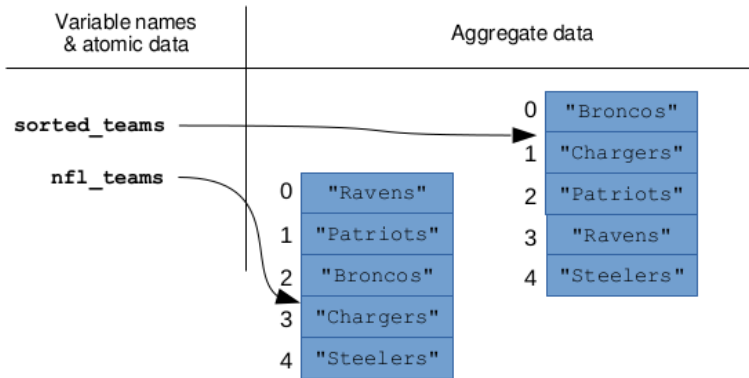 Variable names
& atomic data
Aggregate data
sorted_teams
nfl_teams
0 "Ravens"
1 "Patriots"
2 "Broncos"
3 "Chargers"
4 "Steelers"
0 "Broncos"
1 "Chargers"
2 "Patriots"
3 "Ravens"
4 "Steelers"